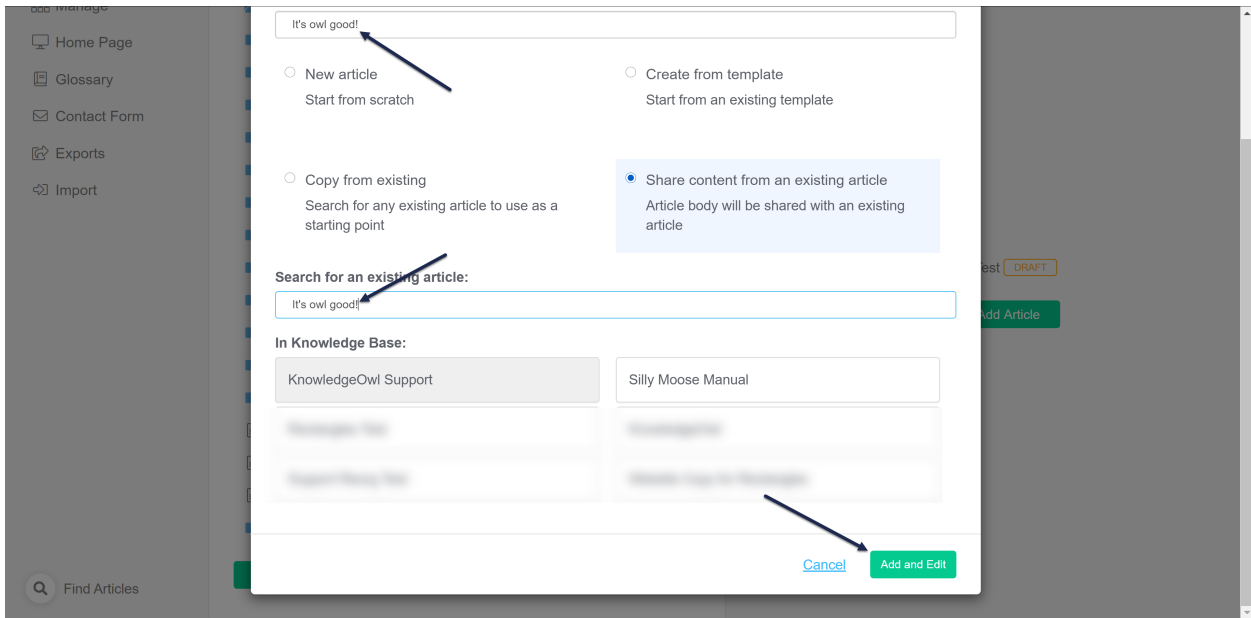 Manage
Home Page
Glossary
Contact Form
Exports
Import
Find Articles
It's owl good!
New article
Start from scratch
Create from template
Start from an existing template
Copy from existing
Search for any existing article to use as a
starting point
Share content from an existing article
Article body will be shared with an existing
article
Search for an existing article:
It's owl good!
In Knowledge Base:
KnowledgeOwl Support
Silly Moose Manual
Cancel
Add and Edit
DRAFT
Add Article